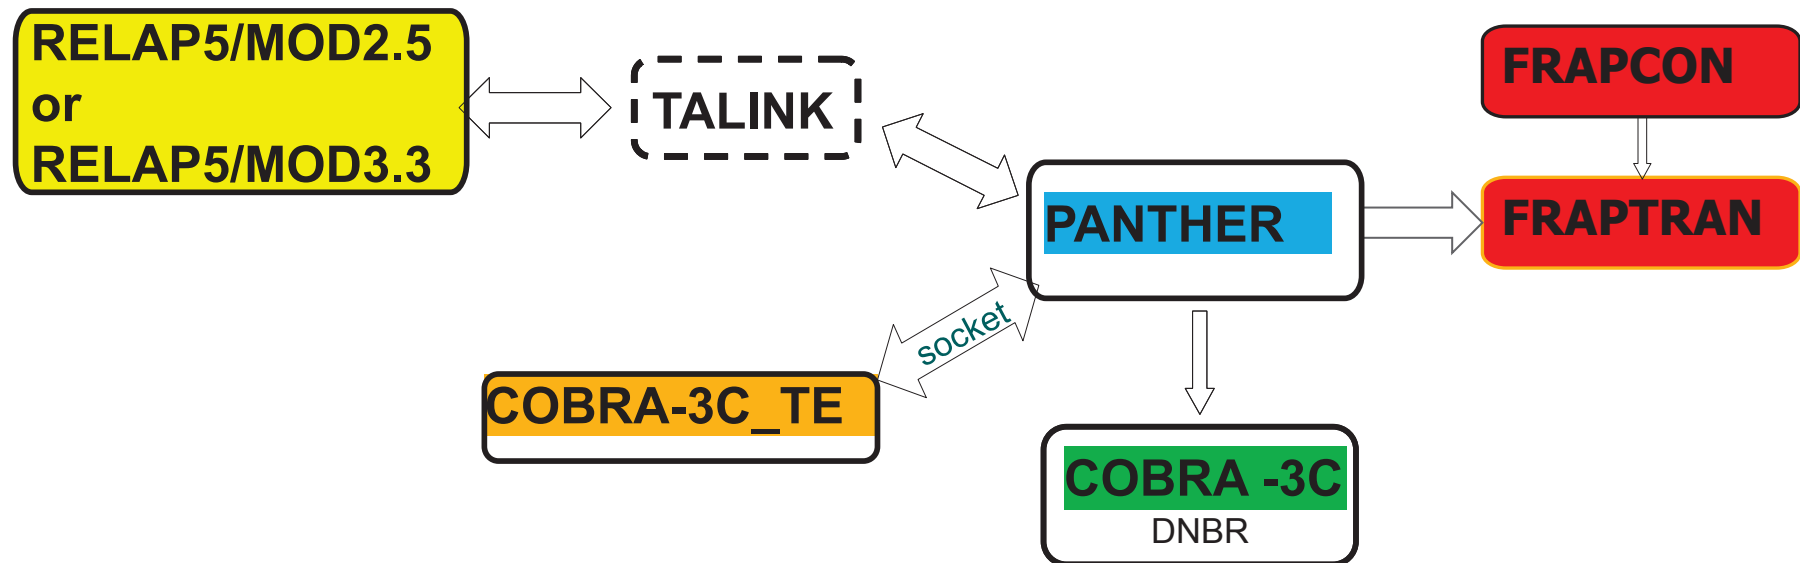 RELAP5/MOD2.5
or
RELAP5/MOD3.3
TALINK
FRAPCON
PANTHER
FRAPTRAN
socket
COBRA-3C_TE
COBRA -3C
DNBR